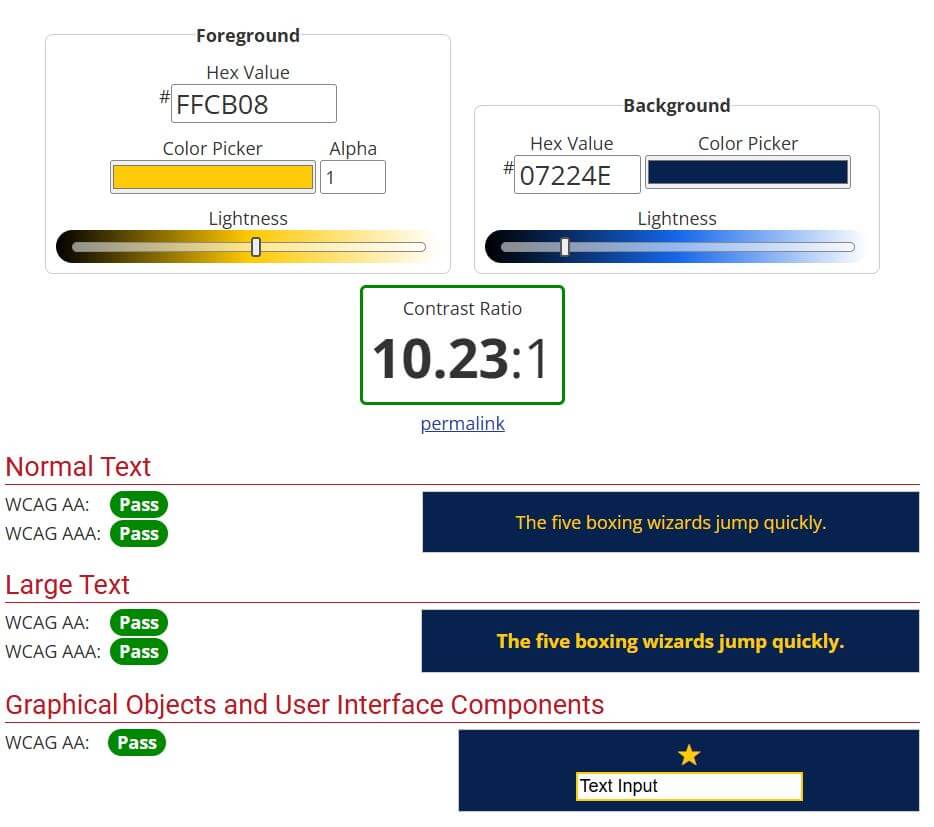 Foreground
Hex Value
#FFCB08
Color Picker Alpha
1
Lightness
Background
Hex Value Color Picker
#07224E
Lightness
Contrast Ratio
10.23:1
permalink
Normal Text
WCAG AA: Pass
WCAG AAA: Pass
The five boxing wizards jump quickly.
Large Text
WCAG AA: Pass
WCAG AAA: Pass
The five boxing wizards jump quickly.
Graphical Objects and User Interface Components
WCAG AA: Pass
Text Input